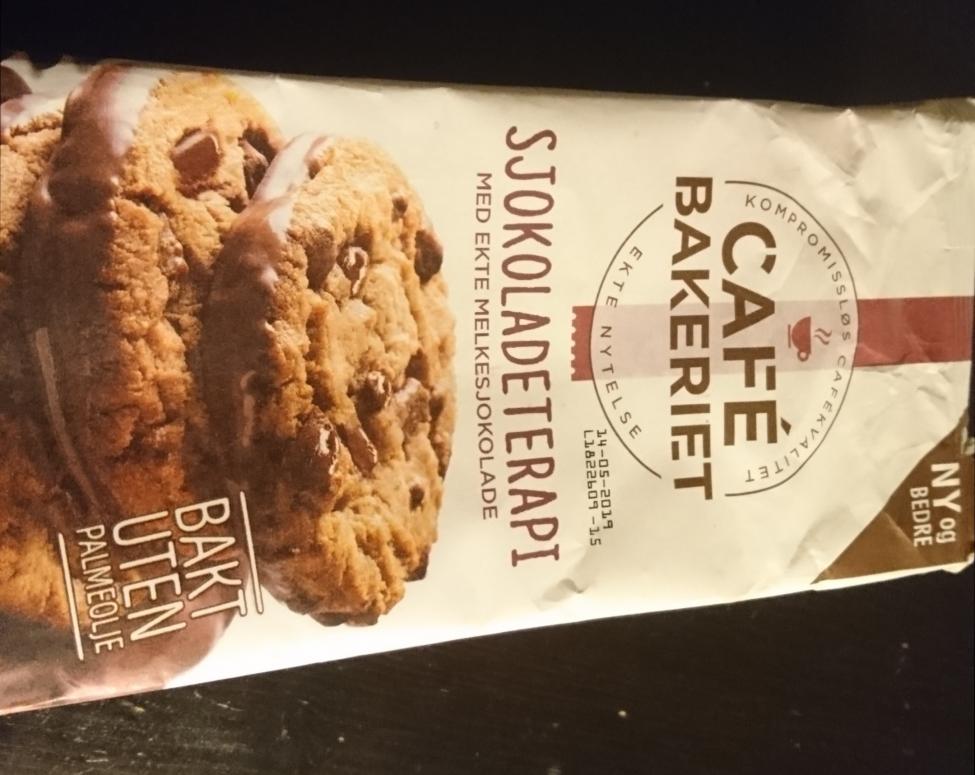 NY og
BEDRE
KOMPROMISSLØS CAFÉKVALITET
CAFÉ
BAKERIET
EKTE NYTELSE
14-05-2019
L1822609-15
SJOKOLADETERAPI
MED EKTE MELKESJOKOLADE
BAKT
UTEN
PALMEOLJE